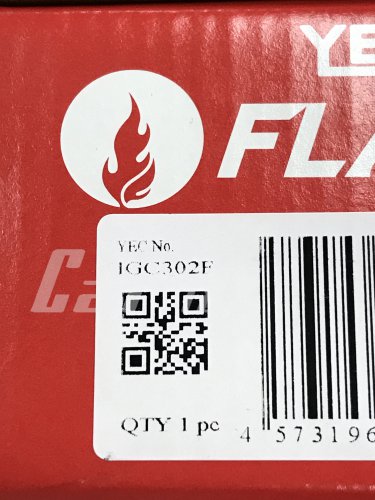 YE
FLA
YEC No.
IGC302F
QTY 1 pc
4 573196